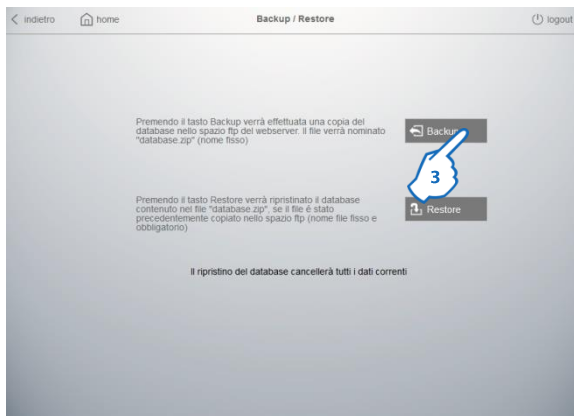 indietro home Backup / Restore logout
Premendo il tasto Backup verrà effettuata una copia del
database nello spazio ftp del webserver. Il file verrà nominato
"database.zip" (nome fisso)
Backup
3
Premendo il tasto Restore verrà ripristinato il database
contenuto nel file "database.zip", se il file è stato
precedentemente copiato nello spazio ftp (nome file fisso e
obbligatorio)
Restore
Il ripristino del database cancellerà tutti i dati correnti